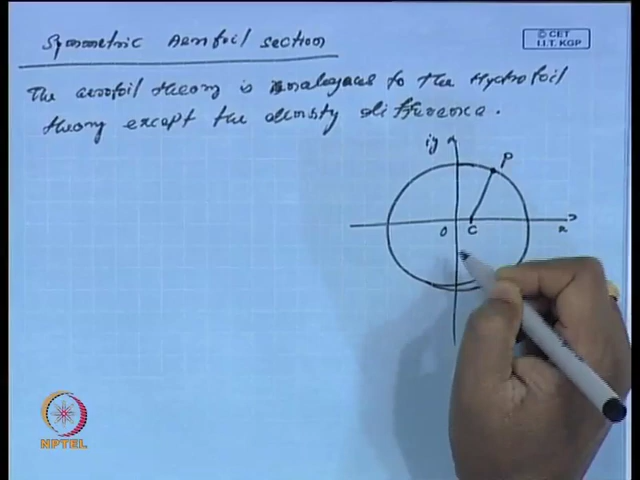 Symmetric Aerofoil section
© CET
I.I.T. KGP
The aerofoil theory is analogous to the Hydrofoil
theory except the density difference.
iy
P
O
C
x
NPTEL